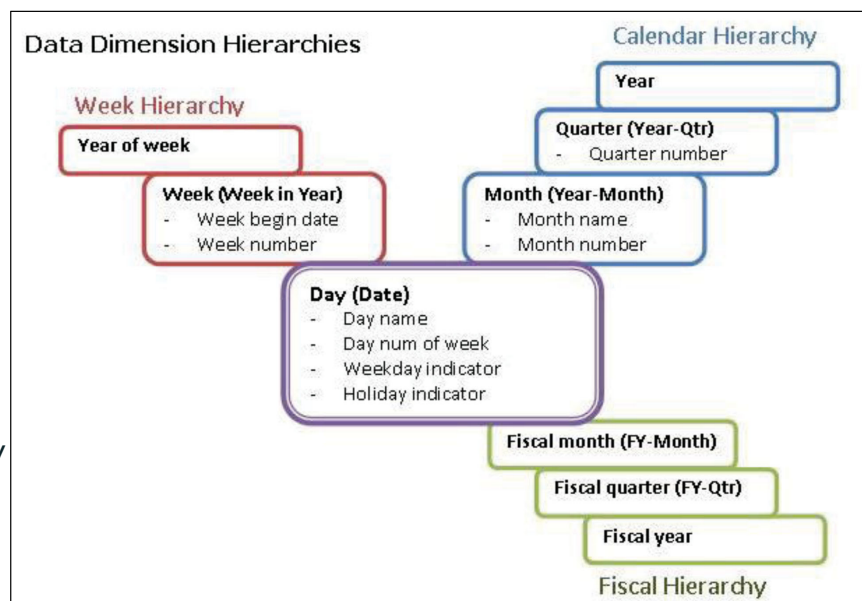 Data Dimension Hierarchies
Week Hierarchy
Year of week
Week (Week in Year)
- Week begin date
- Week number
Calendar Hierarchy
Year
Quarter (Year-Qtr)
- Quarter number
Month (Year-Month)
- Month name
- Month number
Day (Date)
- Day name
- Day num of week
- Weekday indicator
- Holiday indicator
Fiscal month (FY-Month)
Fiscal quarter (FY-Qtr)
Fiscal year
Fiscal Hierarchy